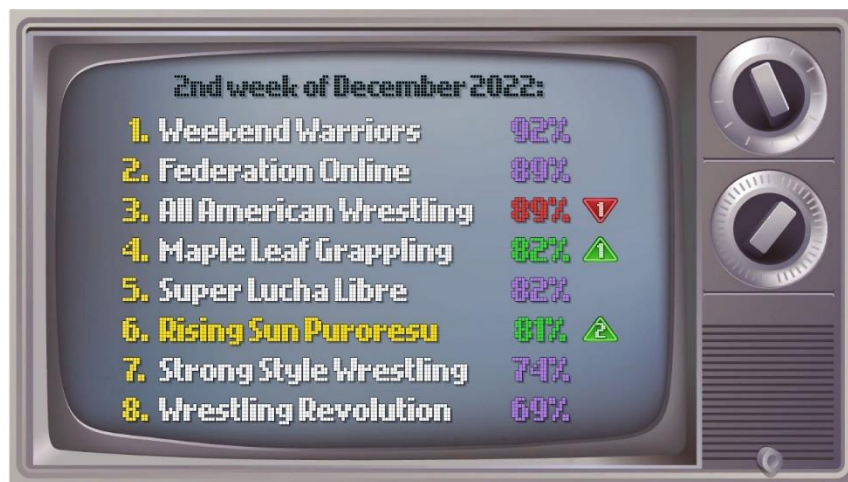 2nd week of December 2022:
1. Weekend Warriors 92%
2. Federation Online 89%
3. All American Wrestling 89% 1
4. Maple Leaf Grappling 82% 1
5. Super Lucha Libre 82%
6. Rising Sun Puroresu 81% 2
7. Strong Style Wrestling 74%
8. Wrestling Revolution 69%